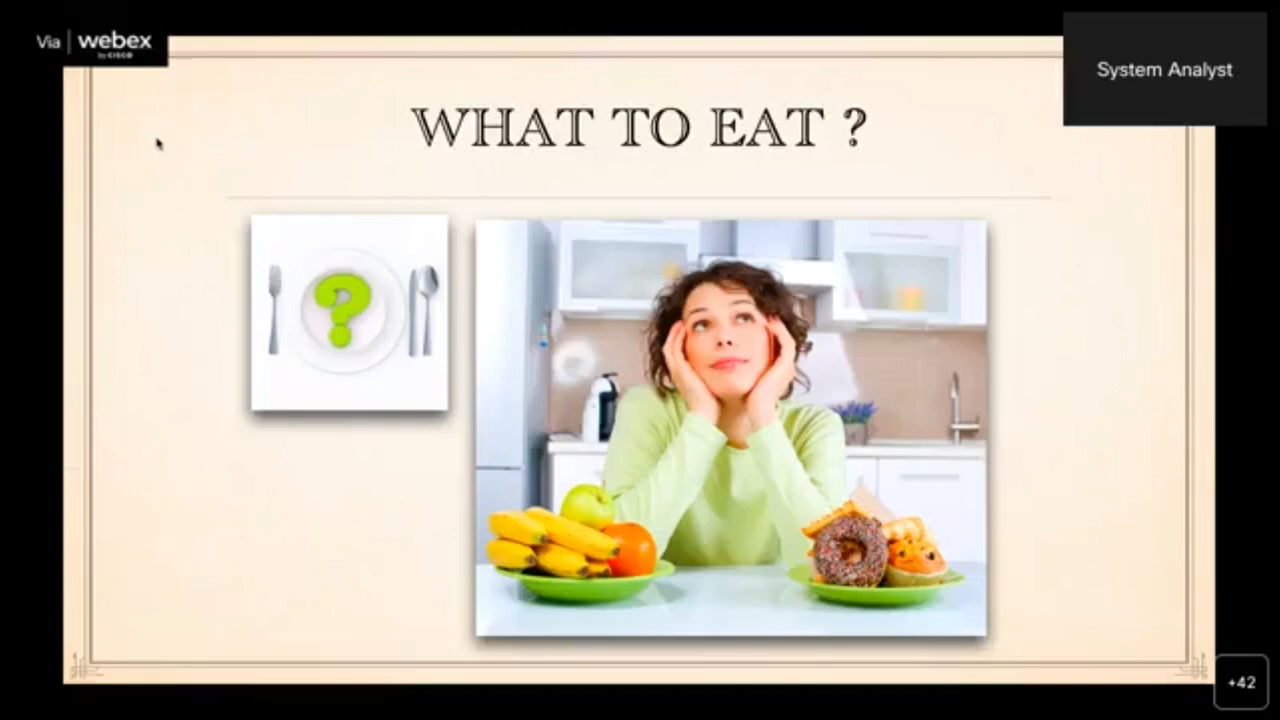 Via webex
by CISCO
System Analyst
WHAT TO EAT ?
?
+42